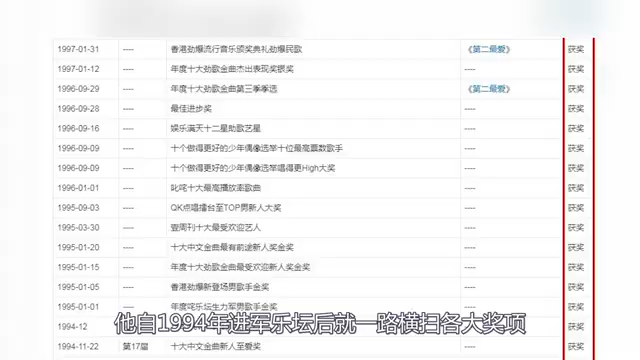 1997-01-31 ---- 香港劲爆流行音乐颁奖典礼劲爆民歌 《第二最爱》 获奖
1997-01-12 ---- 年度十大劲歌金曲杰出表现奖银奖 ---- 获奖
1996-09-29 ---- 年度十大劲歌金曲第三季季选 《第二最爱》 获奖
1996-09-28 ---- 最佳进步奖 ---- 获奖
1996-09-16 ---- 娱乐满天十二星助歌艺星 ---- 获奖
1996-09-09 ---- 十个做得更好的少年偶像选举十位最高票数歌手 ---- 获奖
1996-09-09 ---- 十个做得更好的少年偶像选举唱得更High大奖 ---- 获奖
1996-01-01 ---- 叱咤十大最高播放率歌曲 ---- 获奖
1995-09-03 ---- QK点唱擂台至TOP男新人大奖 ---- 获奖
1995-03-30 ---- 壹周刊十大最受欢迎艺人 ---- 获奖
1995-01-20 ---- 十大中文金曲最有前途新人奖金奖 ---- 获奖
1995-01-15 ---- 年度十大劲歌金曲最受欢迎新人奖金奖 ---- 获奖
1995-01-05 ---- 香港劲爆新登场男歌手金奖 ---- 获奖
1995-01-01 ---- 年度叱咤乐坛生力军男歌手金奖 ---- 获奖
1994-12 获奖
他自1994年进军乐坛后就一路横扫各大奖项
1994-11-22 第17届 十大中文金曲新人至爱奖 ---- 获奖